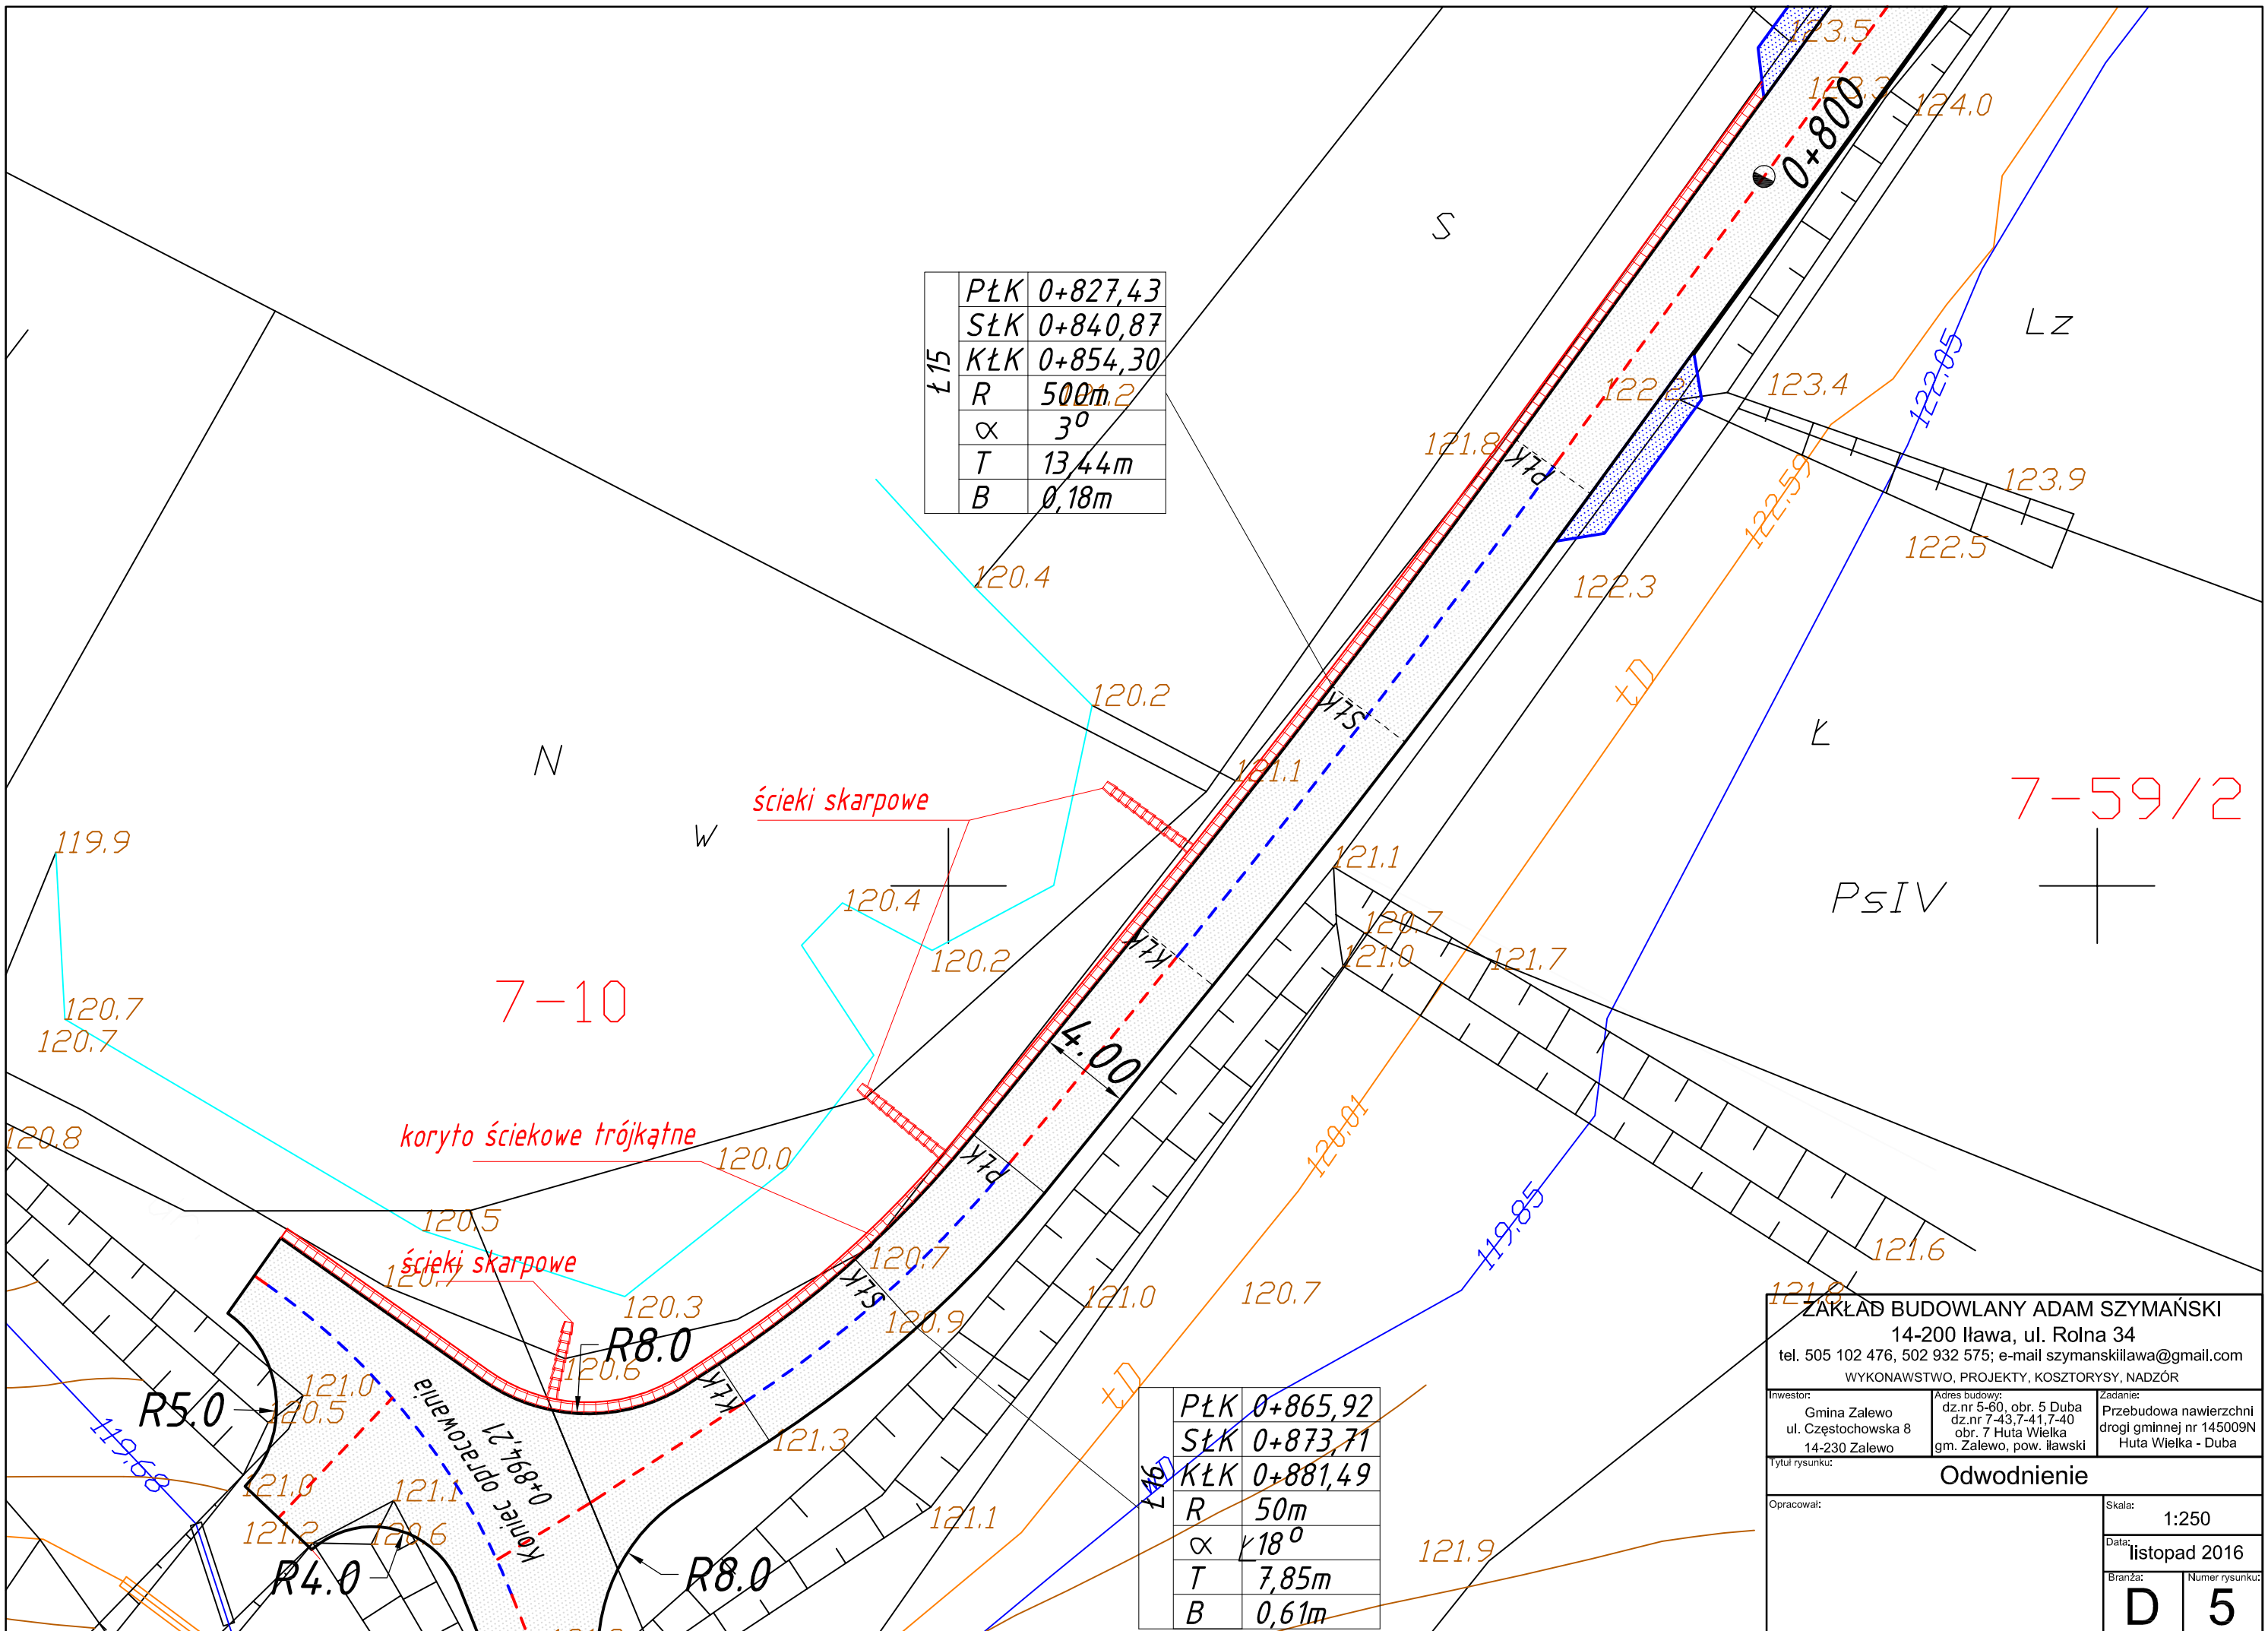 123.5
123.3
124.0
0+800
S
Lz
PŁK 0+827,43
SŁK 0+840,87
KŁK 0+854,30
R 500m
121.2
α 3°
T 13,44m
B 0,18m
Ł15
122.2
123.4
122.05
121.8
PŁK
122.59
123.9
122.5
120.4
122.3
tD
120.2
SŁK
Ł
N
121.1
ścieki skarpowe
7-59/2
W
119.9
121.1
PsIV
120.4
120.7
120.2
KŁK
121.0
121.7
7-10
120.7
120.7
4.00
120.01
120.8
koryto ściekowe trójkątne
120.0
PŁK
119.85
120.5
ścieki skarpowe
120.7
120.7
SŁK
121.6
120.3
121.0
120.7
121.8
120.9
R8.0
120.6
121.0
R5.0
120.5
KŁK
tD
121.3
119.68
Koniec opracowania
0+894,21
121.0
121.1
121.2
120.6
121.1
R4.0
R8.0
121.9
PŁK 0+865,92
SŁK 0+873,71
KŁK 0+881,49
R 50m
α 18°
Ł
T 7,85m
B 0,61m
Ł16
ZAKŁAD BUDOWLANY ADAM SZYMAŃSKI
14-200 Iława, ul. Rolna 34
tel. 505 102 476, 502 932 575; e-mail szymanskiilawa@gmail.com
WYKONAWSTWO, PROJEKTY, KOSZTORYSY, NADZÓR
Inwestor:
Gmina Zalewo
ul. Częstochowska 8
14-230 Zalewo
Adres budowy:
dz.nr 5-60, obr. 5 Duba
dz.nr 7-43,7-41,7-40
obr. 7 Huta Wielka
gm. Zalewo, pow. iławski
Zadanie:
Przebudowa nawierzchni
drogi gminnej nr 145009N
Huta Wielka - Duba
Tytuł rysunku:
Odwodnienie
Opracował:
Skala:
1:250
Data:
listopad 2016
Branża:
D
Numer rysunku:
5